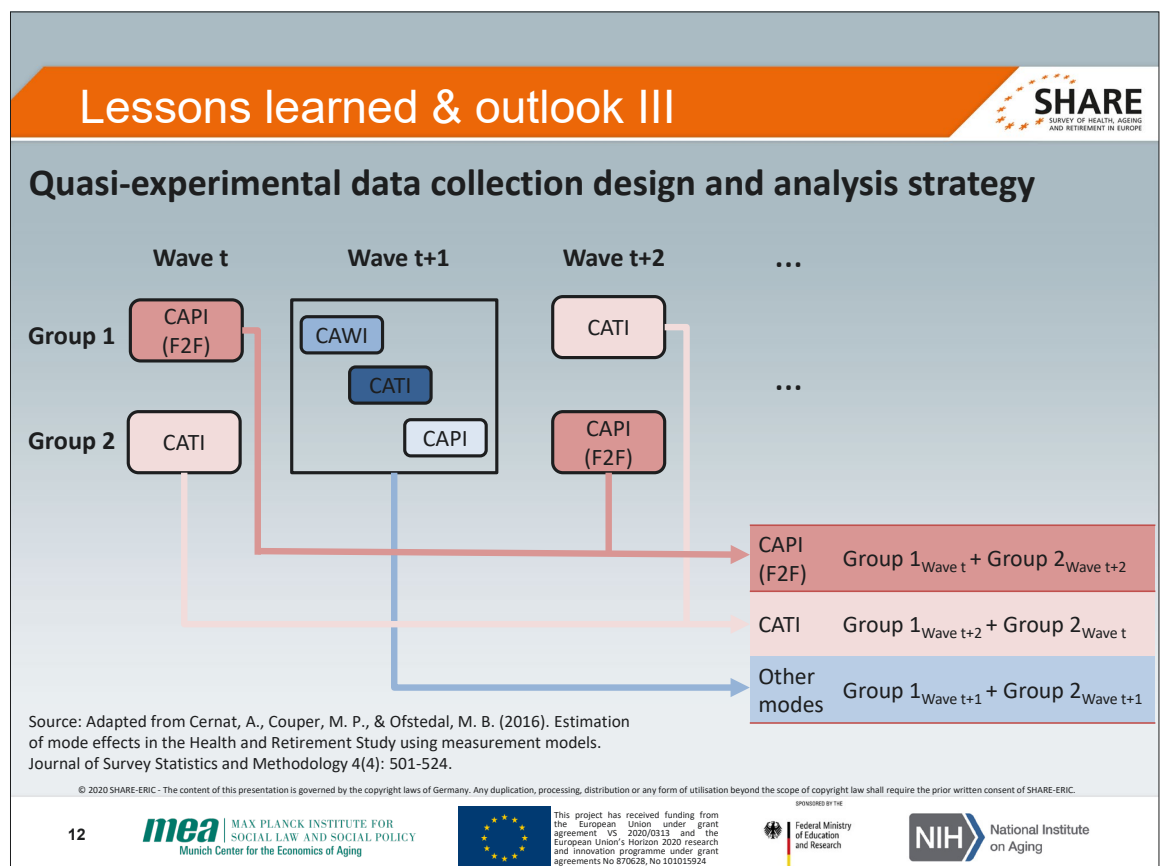 Lessons learned & outlook III
SHARE
SURVEY OF HEALTH, AGEING
AND RETIREMENT IN EUROPE
Quasi-experimental data collection design and analysis strategy
Wave t
Wave t+1
Wave t+2
...
Group 1
CAPI
(F2F)
CAWI
CATI
CATI
...
Group 2
CATI
CAPI
CAPI
(F2F)
CAPI
(F2F)
Group 1Wave t + Group 2Wave t+2
CATI
Group 1Wave t+2 + Group 2Wave t
Other
modes
Group 1Wave t+1 + Group 2Wave t+1
Source: Adapted from Cernat, A., Couper, M. P., & Ofstedal, M. B. (2016). Estimation
of mode effects in the Health and Retirement Study using measurement models.
Journal of Survey Statistics and Methodology 4(4): 501-524.
© 2020 SHARE-ERIC - The content of this presentation is governed by the copyright laws of Germany. Any duplication, processing, distribution or any form of utilisation beyond the scope of copyright law shall require the prior written consent of SHARE-ERIC.
12
mea
MAX PLANCK INSTITUTE FOR
SOCIAL LAW AND SOCIAL POLICY
Munich Center for the Economics of Aging
This project has received funding from
the European Union under grant
agreement VS 2020/0313 and the
European Union's Horizon 2020 research
and innovation programme under grant
agreements No 870628, No 101015924
SPONSORED BY THE
Federal Ministry
of Education
and Research
NIH
National Institute
on Aging